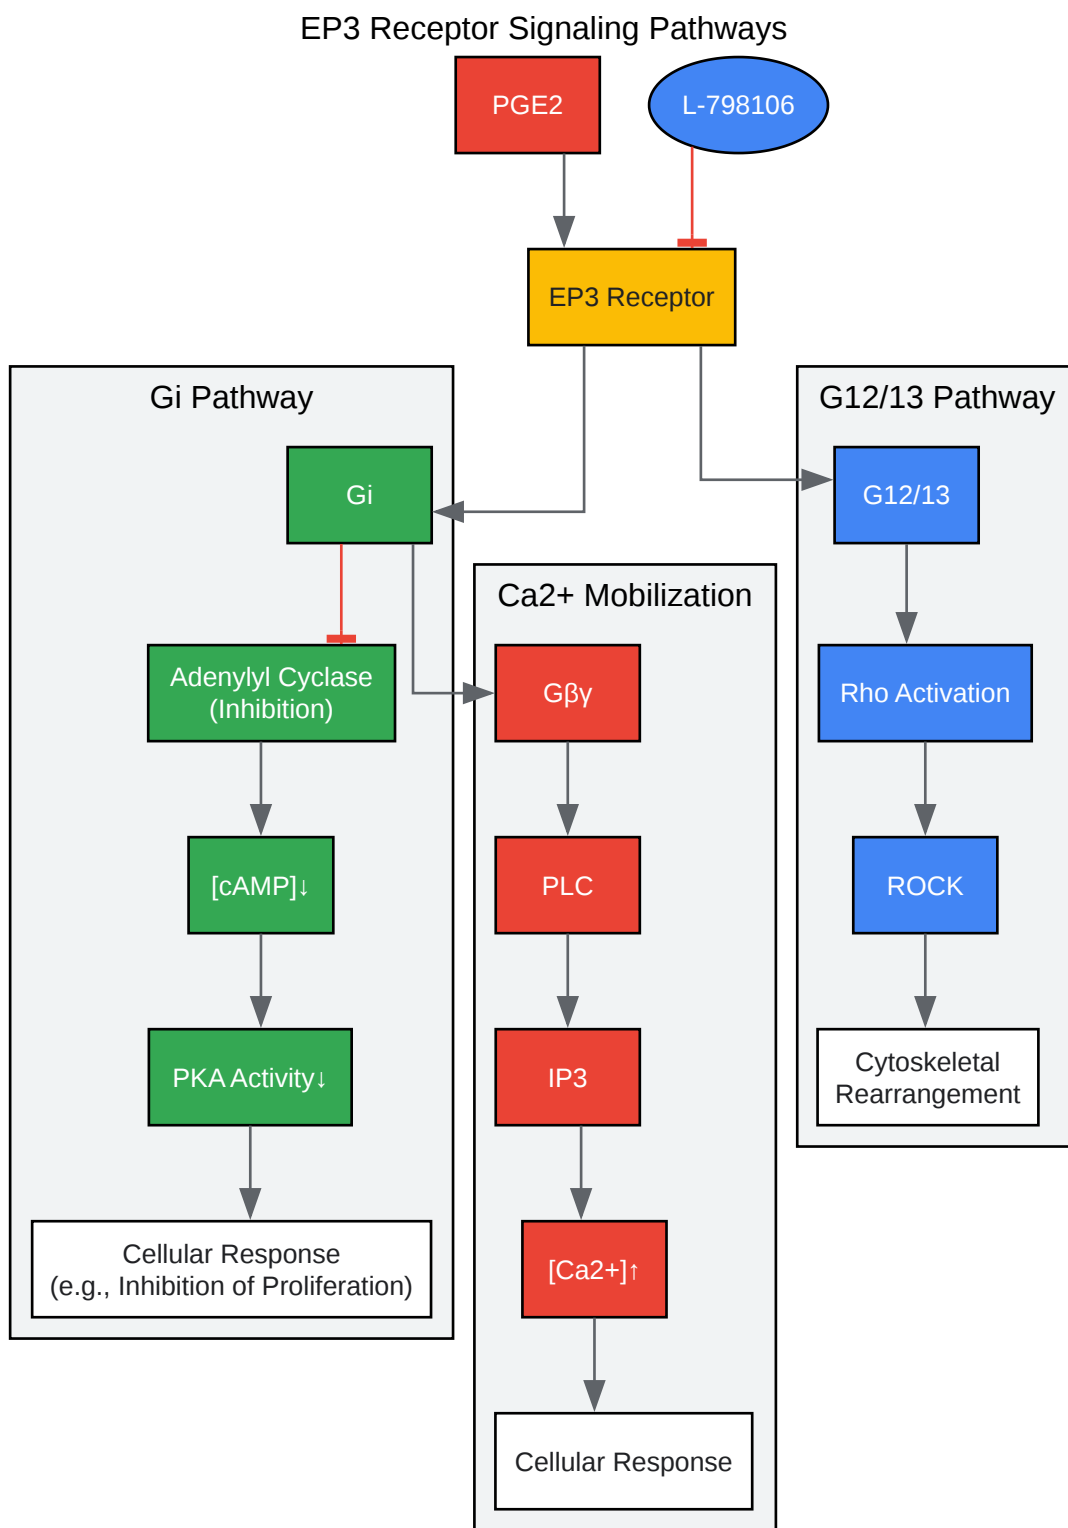 EP3 Receptor Signaling Pathways
PGE2
L-798106
EP3 Receptor
Gi Pathway
Gi
Adenylyl Cyclase
(Inhibition)
[cAMP]↓
PKA Activity↓
Cellular Response
(e.g., Inhibition of Proliferation)
Ca2+ Mobilization
Gβγ
PLC
IP3
[Ca2+]↑
Cellular Response
G12/13 Pathway
G12/13
Rho Activation
ROCK
Cytoskeletal
Rearrangement